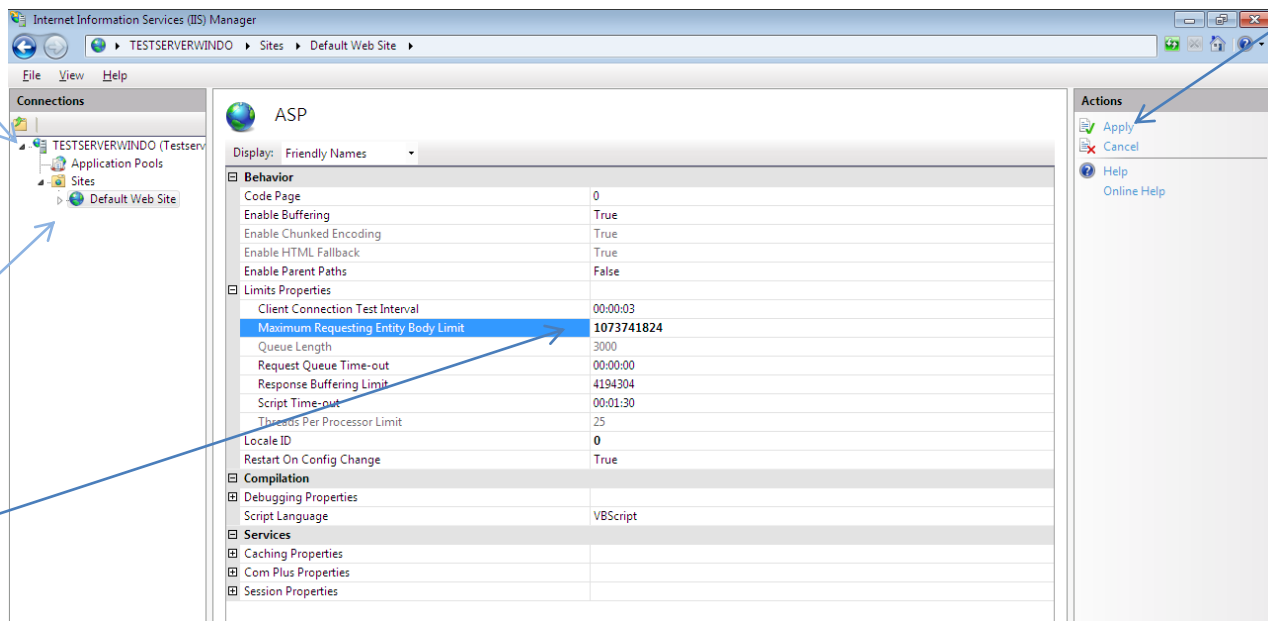 Internet Information Services (IIS) Manager
TESTSERVERWINDO Sites Default Web Site
File View Help
Connections
TESTSERVERWINDO (Testserv
Application Pools
Sites
Default Web Site
ASP
Display: Friendly Names
Behavior
Code Page 0
Enable Buffering True
Enable Chunked Encoding True
Enable HTML Fallback True
Enable Parent Paths False
Limits Properties
Client Connection Test Interval 00:00:03
Maximum Requesting Entity Body Limit 1073741824
Queue Length 3000
Request Queue Time-out 00:00:00
Response Buffering Limit 4194304
Script Time-out 00:01:30
Threads Per Processor Limit 25
Locale ID 0
Restart On Config Change True
Compilation
Debugging Properties
Script Language VBScript
Services
Caching Properties
Com Plus Properties
Session Properties
Actions
Apply
Cancel
Help
Online Help